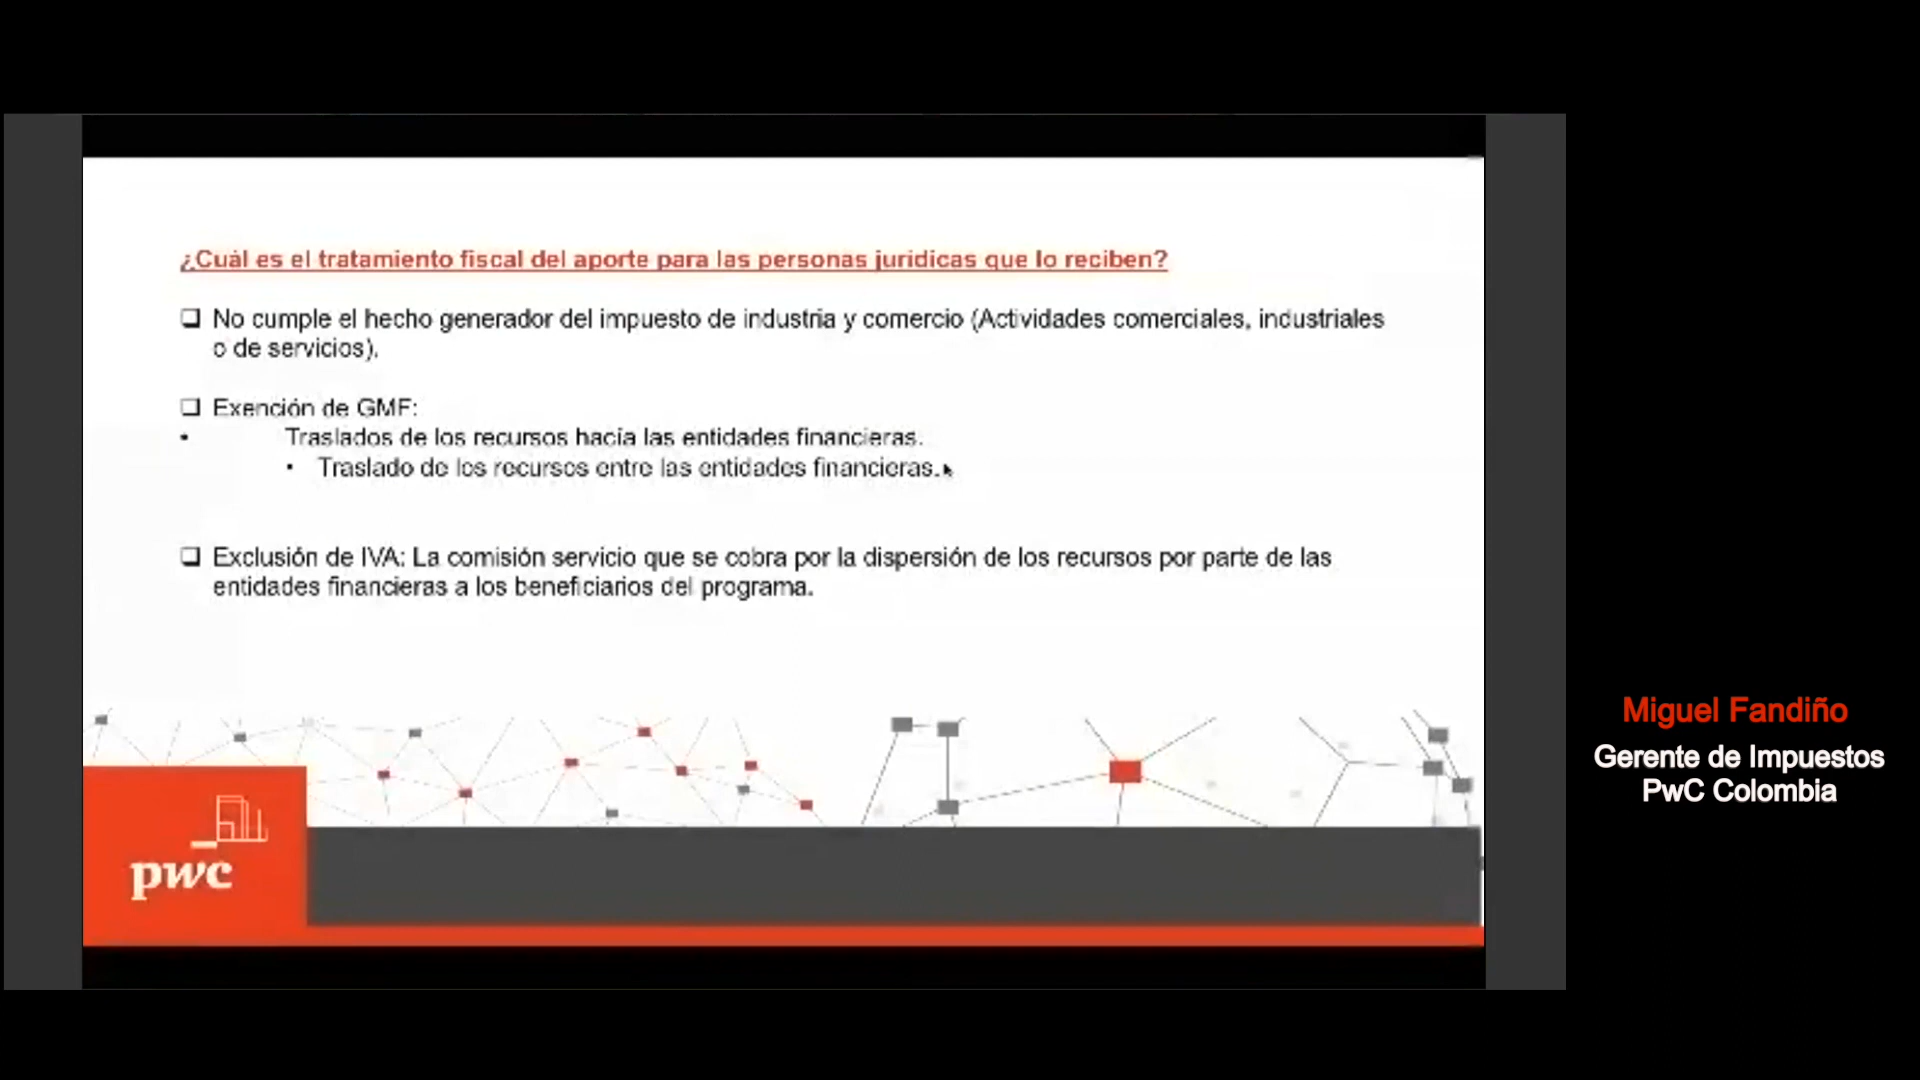 ¿Cuál es el tratamiento fiscal del aporte para las personas jurídicas que lo reciben?
❑ No cumple el hecho generador del impuesto de industria y comercio (Actividades comerciales, industriales
o de servicios).
❑ Exención de GMF:
• Traslados de los recursos hacia las entidades financieras.
• Traslado de los recursos entre las entidades financieras.
❑ Exclusión de IVA: La comisión servicio que se cobra por la dispersión de los recursos por parte de las
entidades financieras a los beneficiarios del programa.
pwc
Miguel Fandiño
Gerente de Impuestos
PwC Colombia